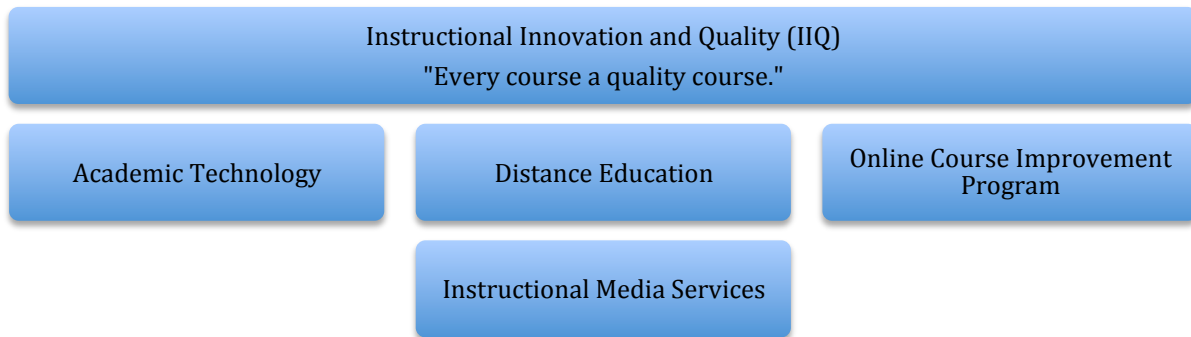 Instructional Innovation and Quality (IIQ)
"Every course a quality course."
Academic Technology
Distance Education
Online Course Improvement
Program
Instructional Media Services